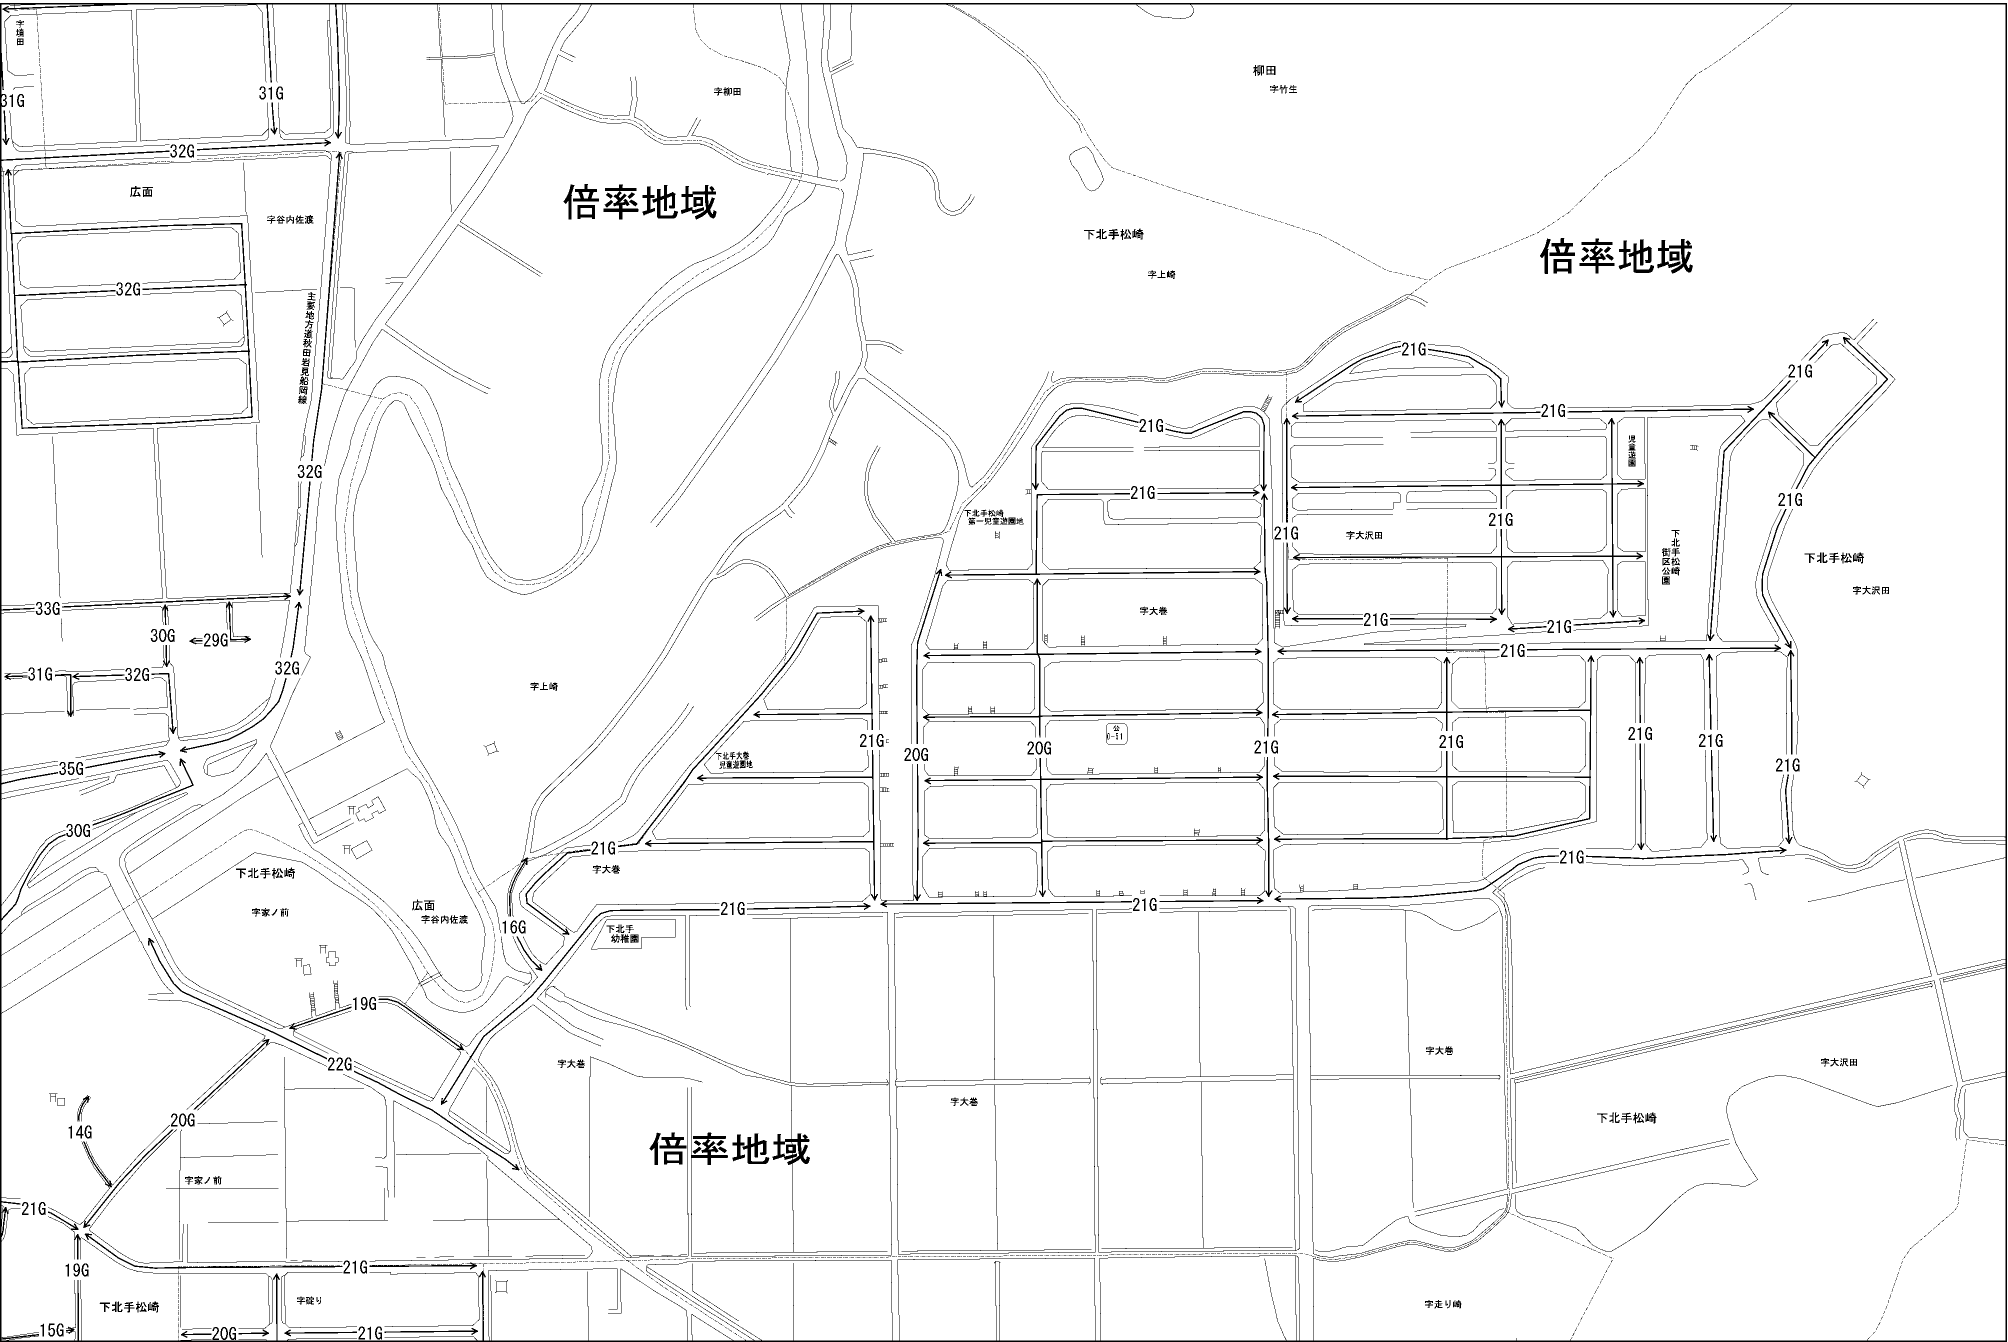 字堤田
31G
31G
32G
広面
字谷内佐渡
32G
主要地方道秋田岩見船岡線
32G
33G
30G
29G
31G
32G
32G
35G
30G
字柳田
倍率地域
柳田
字竹生
下北手松崎
字上崎
倍率地域
21G
21G
21G
21G
21G
児童遊園
21G
21G
下北手松崎
第一児童遊園地
21G
字大沢田
21G
下北手松崎
街区公園
下北手松崎
字大沢田
字大巻
21G
21G
21G
字上崎
下北手大巻
児童遊園地
21G
20G
20G
公
0-51
21G
21G
21G
21G
21G
21G
字大巻
21G
21G
21G
16G
下北手
幼稚園
下北手松崎
字家ノ前
広面
字谷内佐渡
19G
22G
20G
14G
字家ノ前
21G
19G
21G
下北手松崎
字碇り
15G
20G
21G
字大巻
倍率地域
字大巻
字大巻
下北手松崎
字大沢田
字走り崎